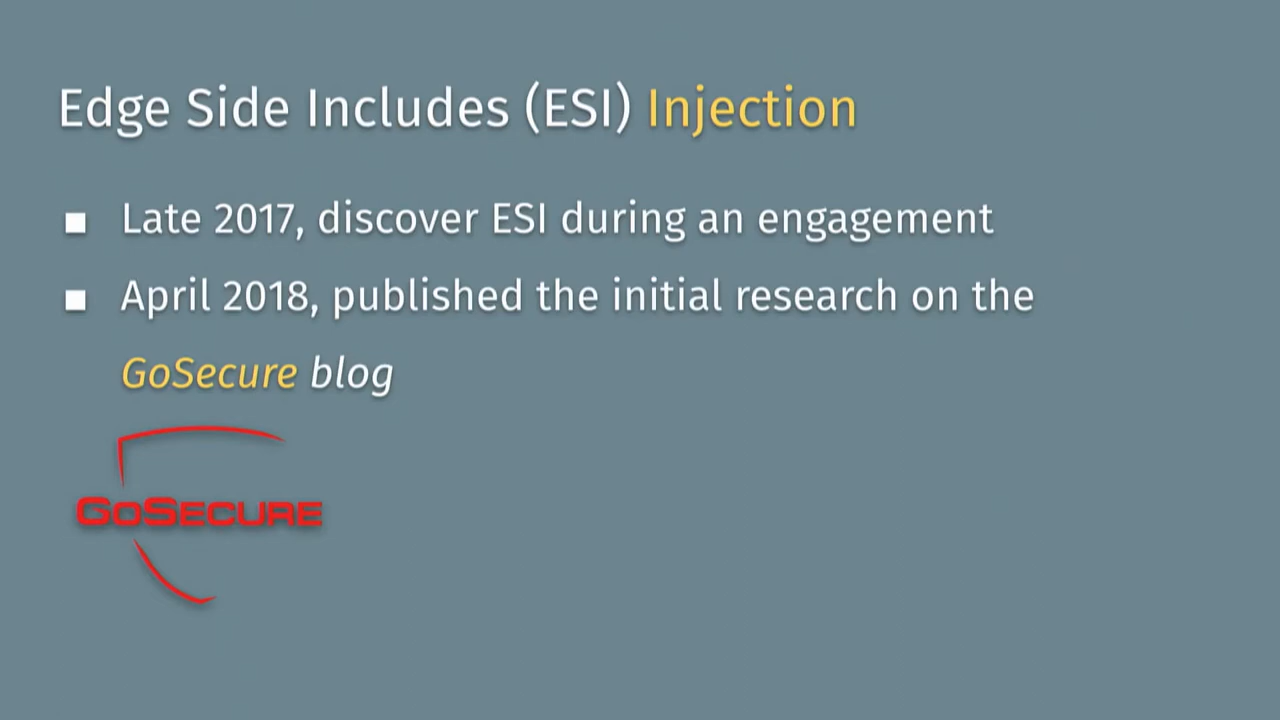 Edge Side Includes (ESI) Injection
▪ Late 2017, discover ESI during an engagement
▪ April 2018, published the initial research on the
GoSecure blog
GOSECURE